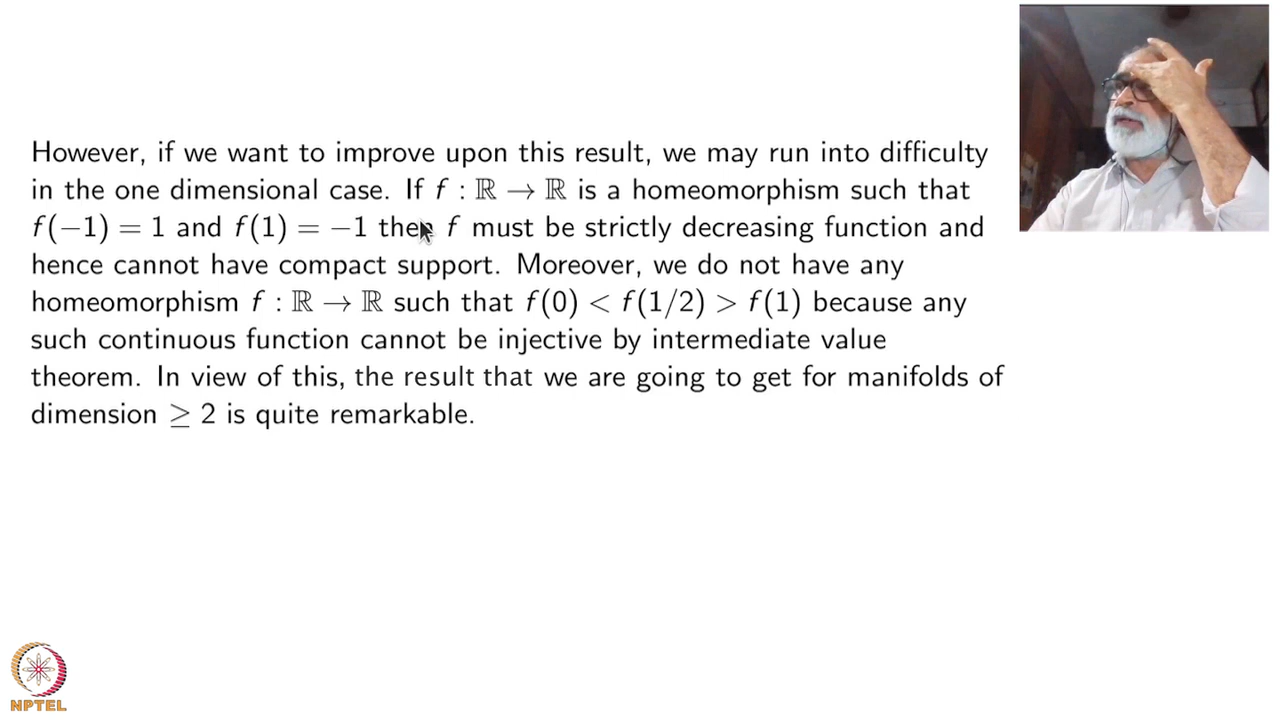 However, if we want to improve upon this result, we may run into difficulty
in the one dimensional case. If f : ℝ → ℝ is a homeomorphism such that
f(−1) = 1 and f(1) = −1 then f must be strictly decreasing function and
hence cannot have compact support. Moreover, we do not have any
homeomorphism f : ℝ → ℝ such that f(0) < f(1/2) > f(1) because any
such continuous function cannot be injective by intermediate value
theorem. In view of this, the result that we are going to get for manifolds of
dimension ≥ 2 is quite remarkable.
NPTEL